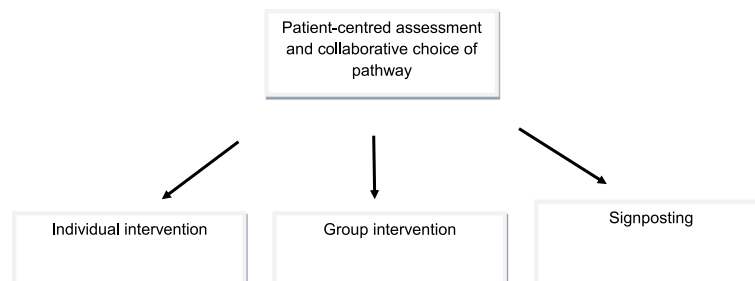 Patient-centred assessment
and collaborative choice of
pathway
Individual intervention
Group intervention
Signposting